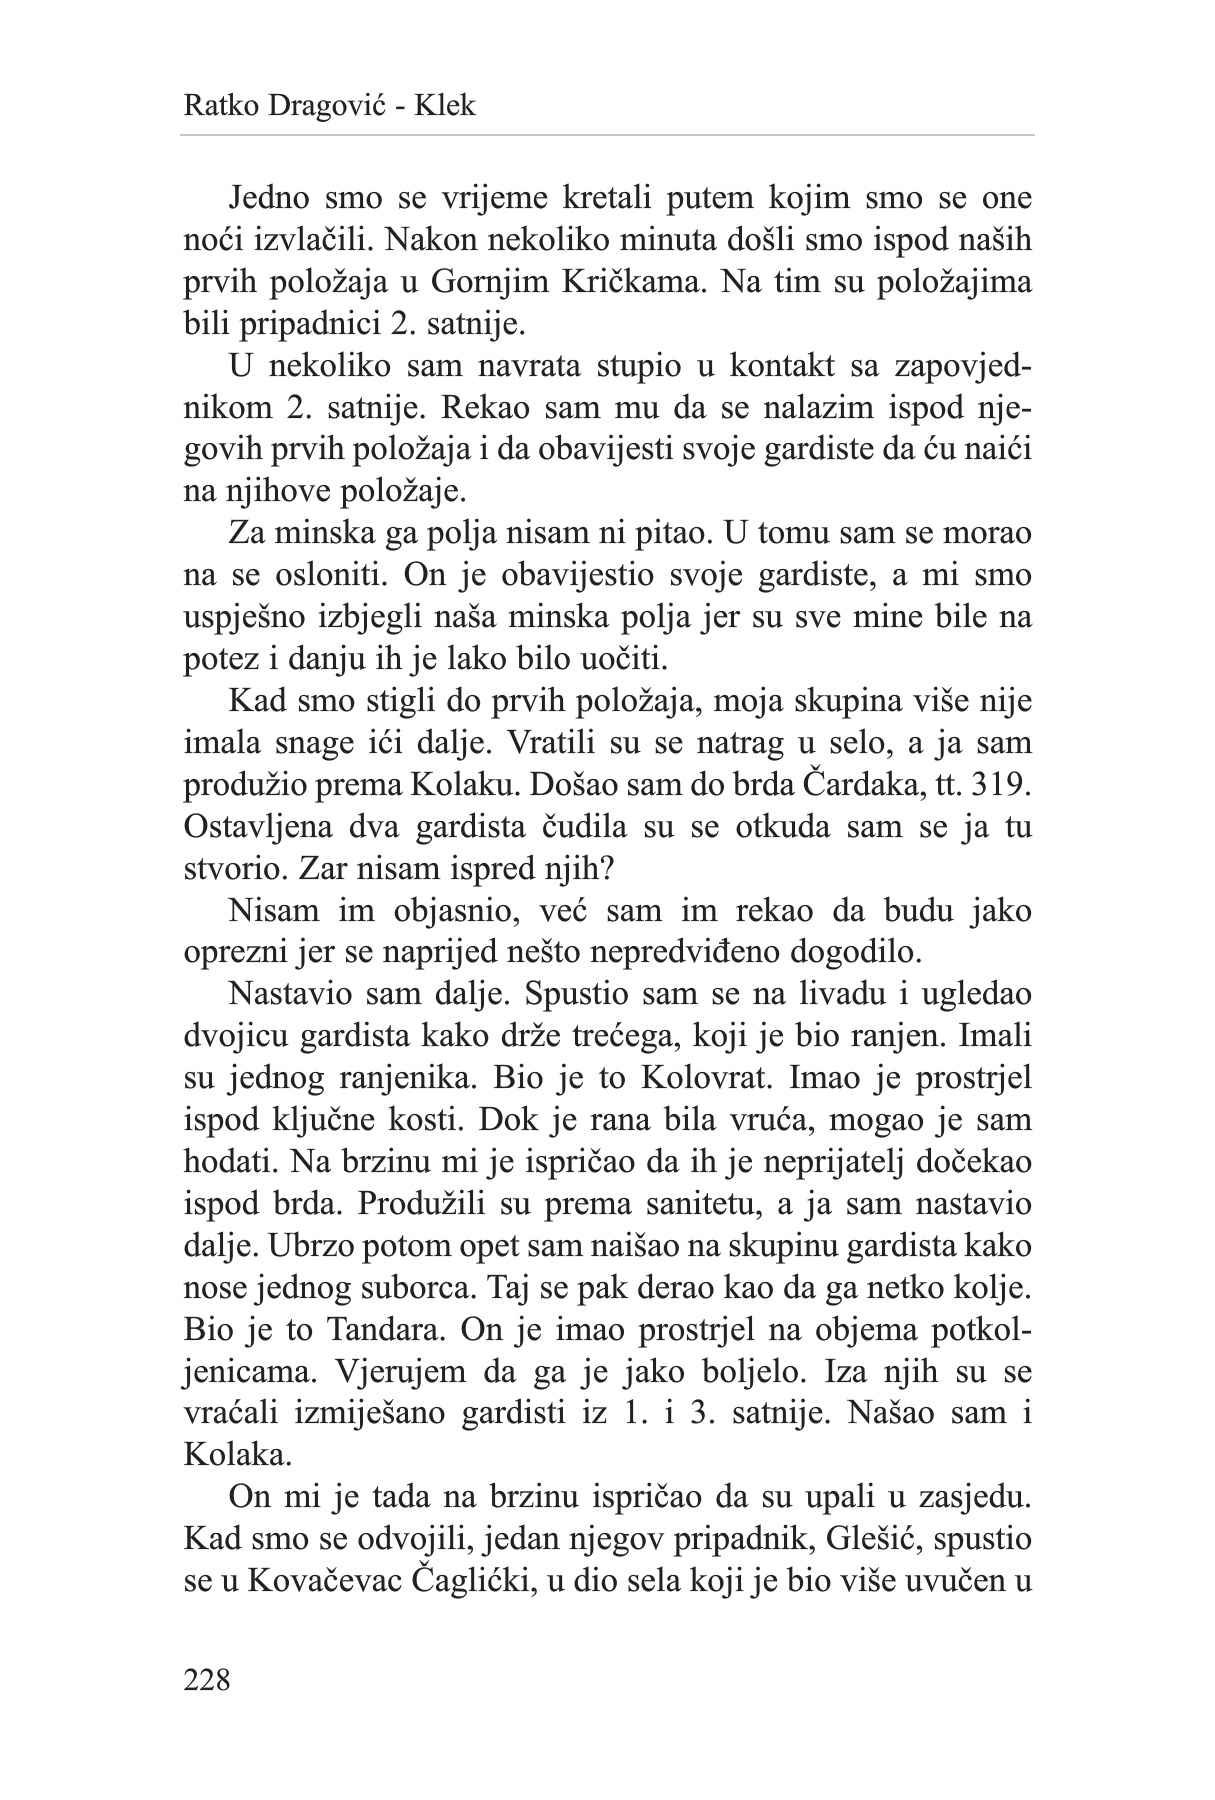 Ratko Dragović - Klek
Jedno smo se vrijeme kretali putem kojim smo se one
noći izvlačili. Nakon nekoliko minuta došli smo ispod naših
prvih položaja u Gornjim Kričkama. Na tim su položajima
bili pripadnici 2. satnije.
U nekoliko sam navrata stupio u kontakt sa zapovjed-
nikom 2. satnije. Rekao sam mu da se nalazim ispod nje-
govih prvih položaja i da obavijesti svoje gardiste da ću naići
na njihove položaje.
Za minska ga polja nisam ni pitao. U tomu sam se morao
na se osloniti. On je obavijestio svoje gardiste, a mi smo
uspješno izbjegli naša minska polja jer su sve mine bile na
potez i danju ih je lako bilo uočiti.
Kad smo stigli do prvih položaja, moja skupina više nije
imala snage ići dalje. Vratili su se natrag u selo, a ja sam
produžio prema Kolaku. Došao sam do brda Čardaka, tt. 319.
Ostavljena dva gardista čudila su se otkuda sam se ja tu
stvorio. Zar nisam ispred njih?
Nisam im objasnio, već sam im rekao da budu jako
oprezni jer se naprijed nešto nepredviđeno dogodilo.
Nastavio sam dalje. Spustio sam se na livadu i ugledao
dvojicu gardista kako drže trećega, koji je bio ranjen. Imali
su jednog ranjenika. Bio je to Kolovrat. Imao je prostrjel
ispod ključne kosti. Dok je rana bila vruća, mogao je sam
hodati. Na brzinu mi je ispričao da ih je neprijatelj dočekao
ispod brda. Produžili su prema sanitetu, a ja sam nastavio
dalje. Ubrzo potom opet sam naišao na skupinu gardista kako
nose jednog suborca. Taj se pak derao kao da ga netko kolje.
Bio je to Tandara. On je imao prostrjel na objema potkol-
jenicama. Vjerujem da ga je jako boljelo. Iza njih su se
vraćali izmiješano gardisti iz 1. i 3. satnije. Našao sam i
Kolaka.
On mi je tada na brzinu ispričao da su upali u zasjedu.
Kad smo se odvojili, jedan njegov pripadnik, Glešić, spustio
se u Kovačevac Čaglićki, u dio sela koji je bio više uvučen u
228